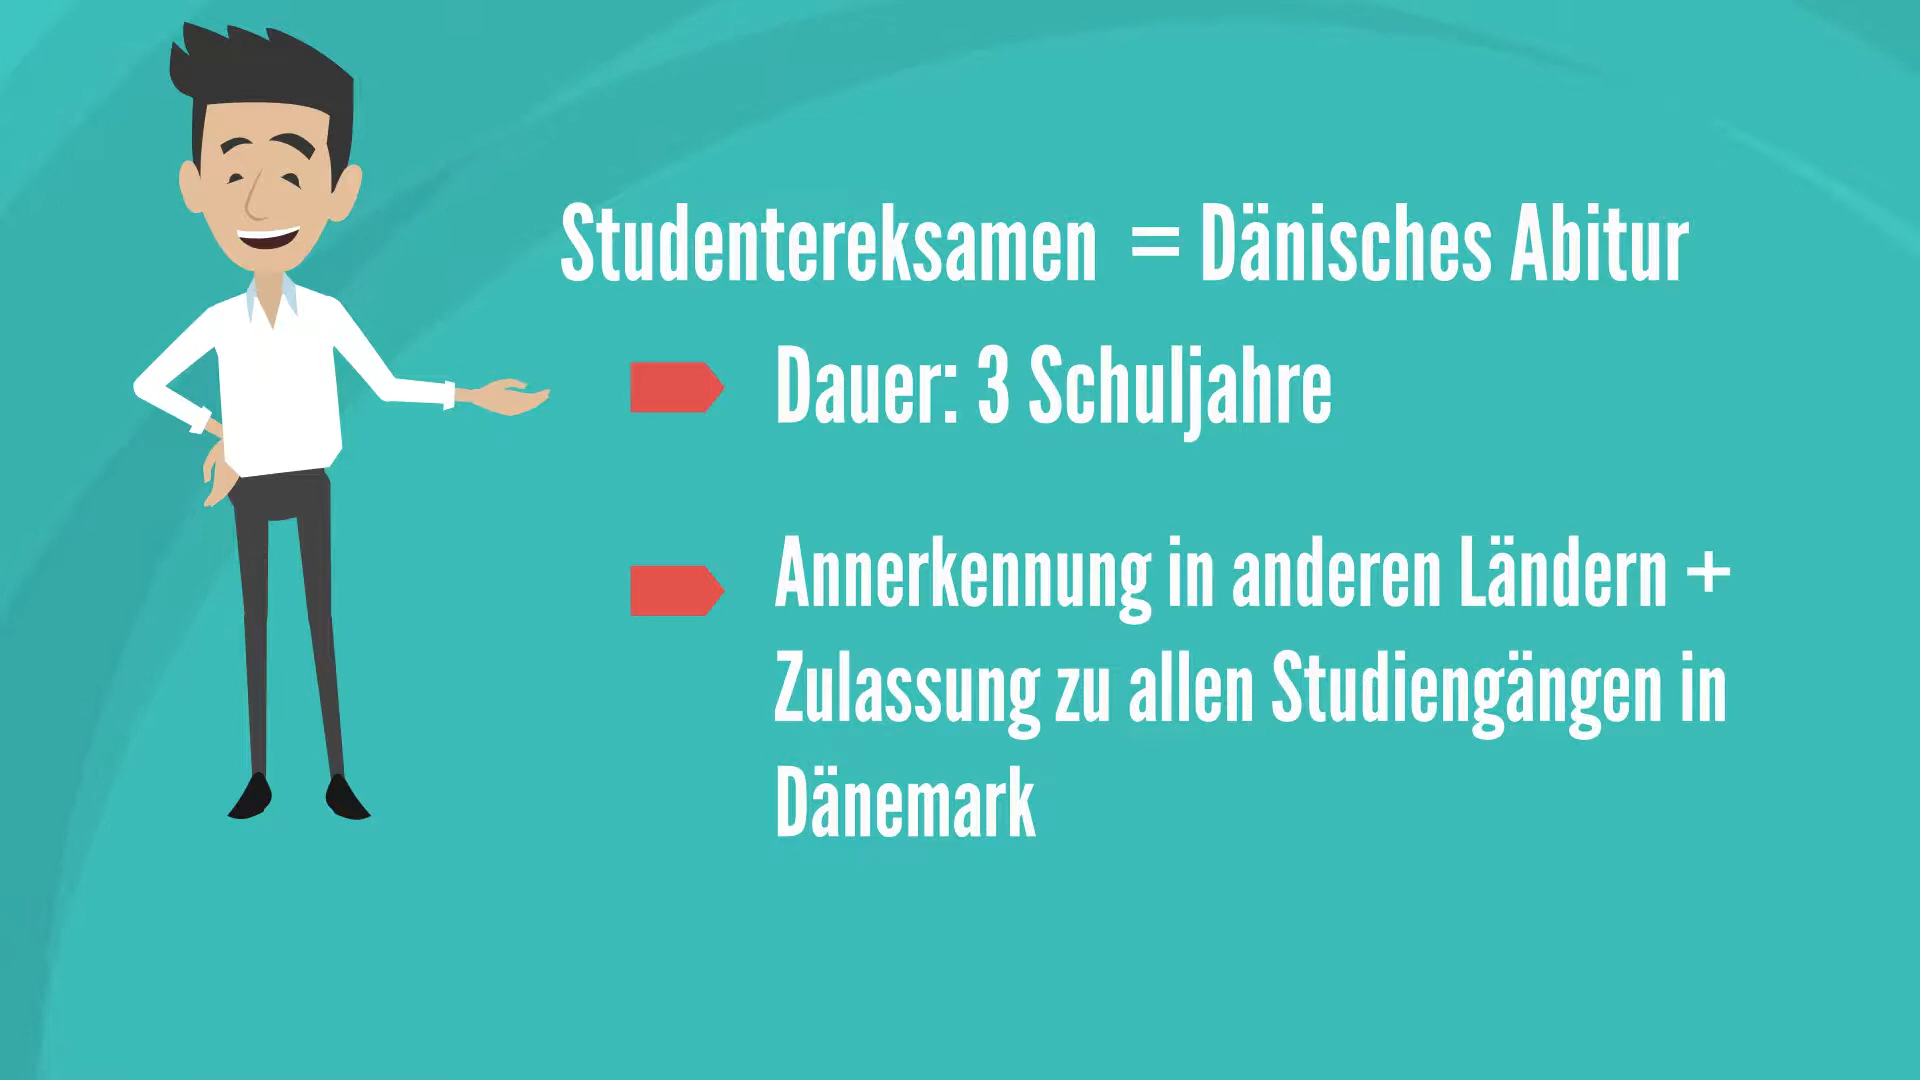 Studentereksamen = Dänisches Abitur
Dauer: 3 Schuljahre
Annerkennung in anderen Ländern +
Zulassung zu allen Studiengängen in
Dänemark